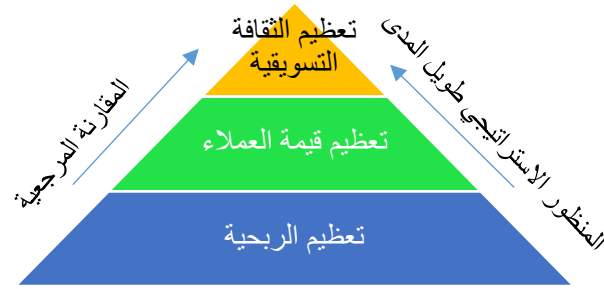 تعظيم الثقافة
التسويقية
تعظيم قيمة العملاء
تعظيم الربحية
المنظور الاستراتيجي طويل المدى
المقارنة المرجعية